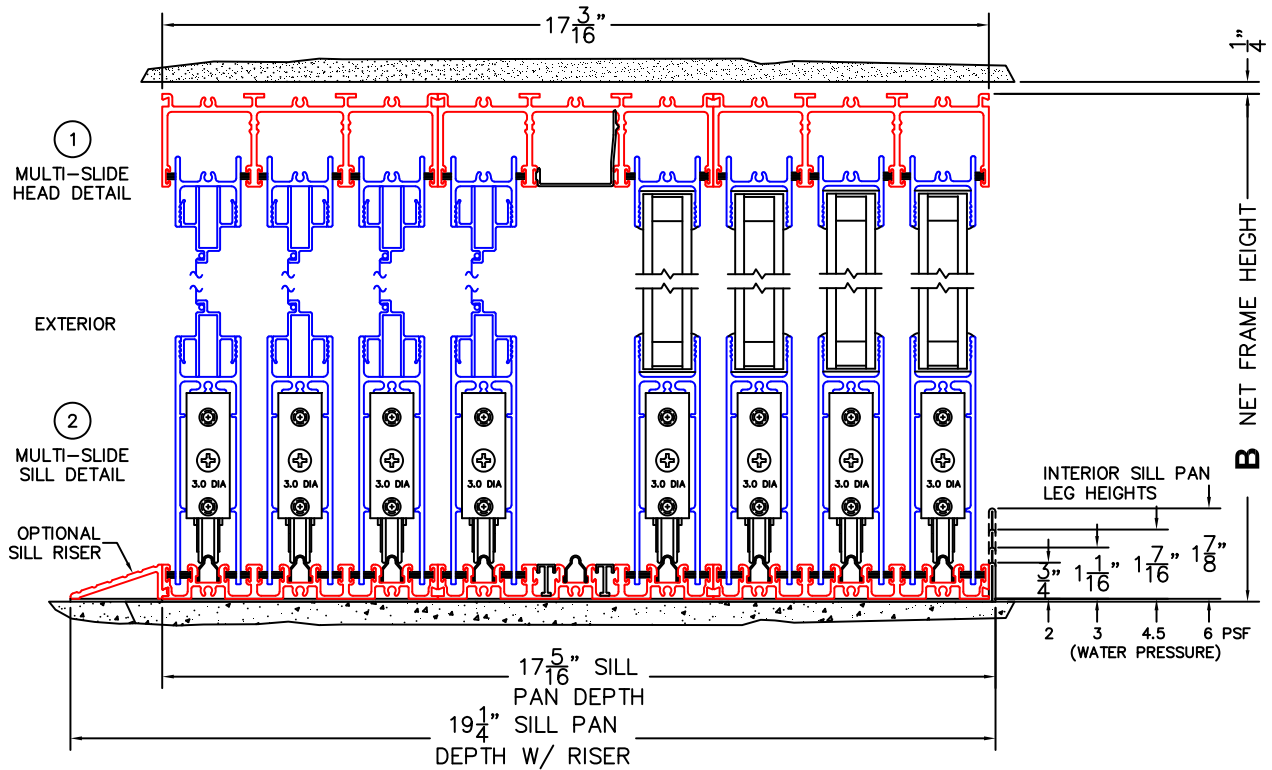 17 3/16"
1/4"
1
MULTI-SLIDE
HEAD DETAIL
EXTERIOR
2
MULTI-SLIDE
SILL DETAIL
3.0 DIA 3.0 DIA 3.0 DIA 3.0 DIA 3.0 DIA 3.0 DIA 3.0 DIA 3.0 DIA
OPTIONAL
SILL RISER
B NET FRAME HEIGHT
INTERIOR SILL PAN
LEG HEIGHTS
3/4" 1 1/16" 1 7/16" 1 7/8"
2 3 4.5 6 PSF
(WATER PRESSURE)
17 5/16" SILL
PAN DEPTH
19 1/4" SILL PAN
DEPTH W/ RISER